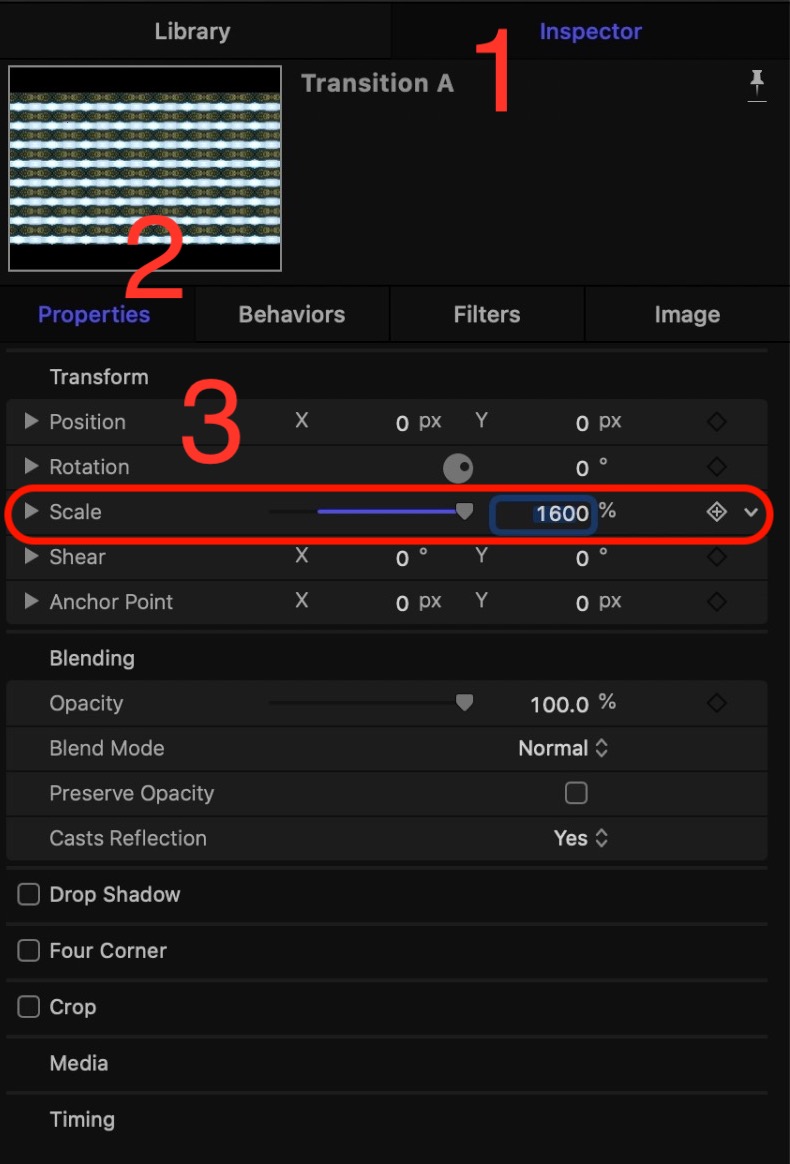 Library Inspector
1
Transition A
2
Properties Behaviors Filters Image
Transform
3
Position X 0 px Y 0 px
Rotation 0 °
Scale 1600 %
Shear X 0 ° Y 0 °
Anchor Point X 0 px Y 0 px
Blending
Opacity 100.0 %
Blend Mode Normal
Preserve Opacity
Casts Reflection Yes
Drop Shadow
Four Corner
Crop
Media
Timing